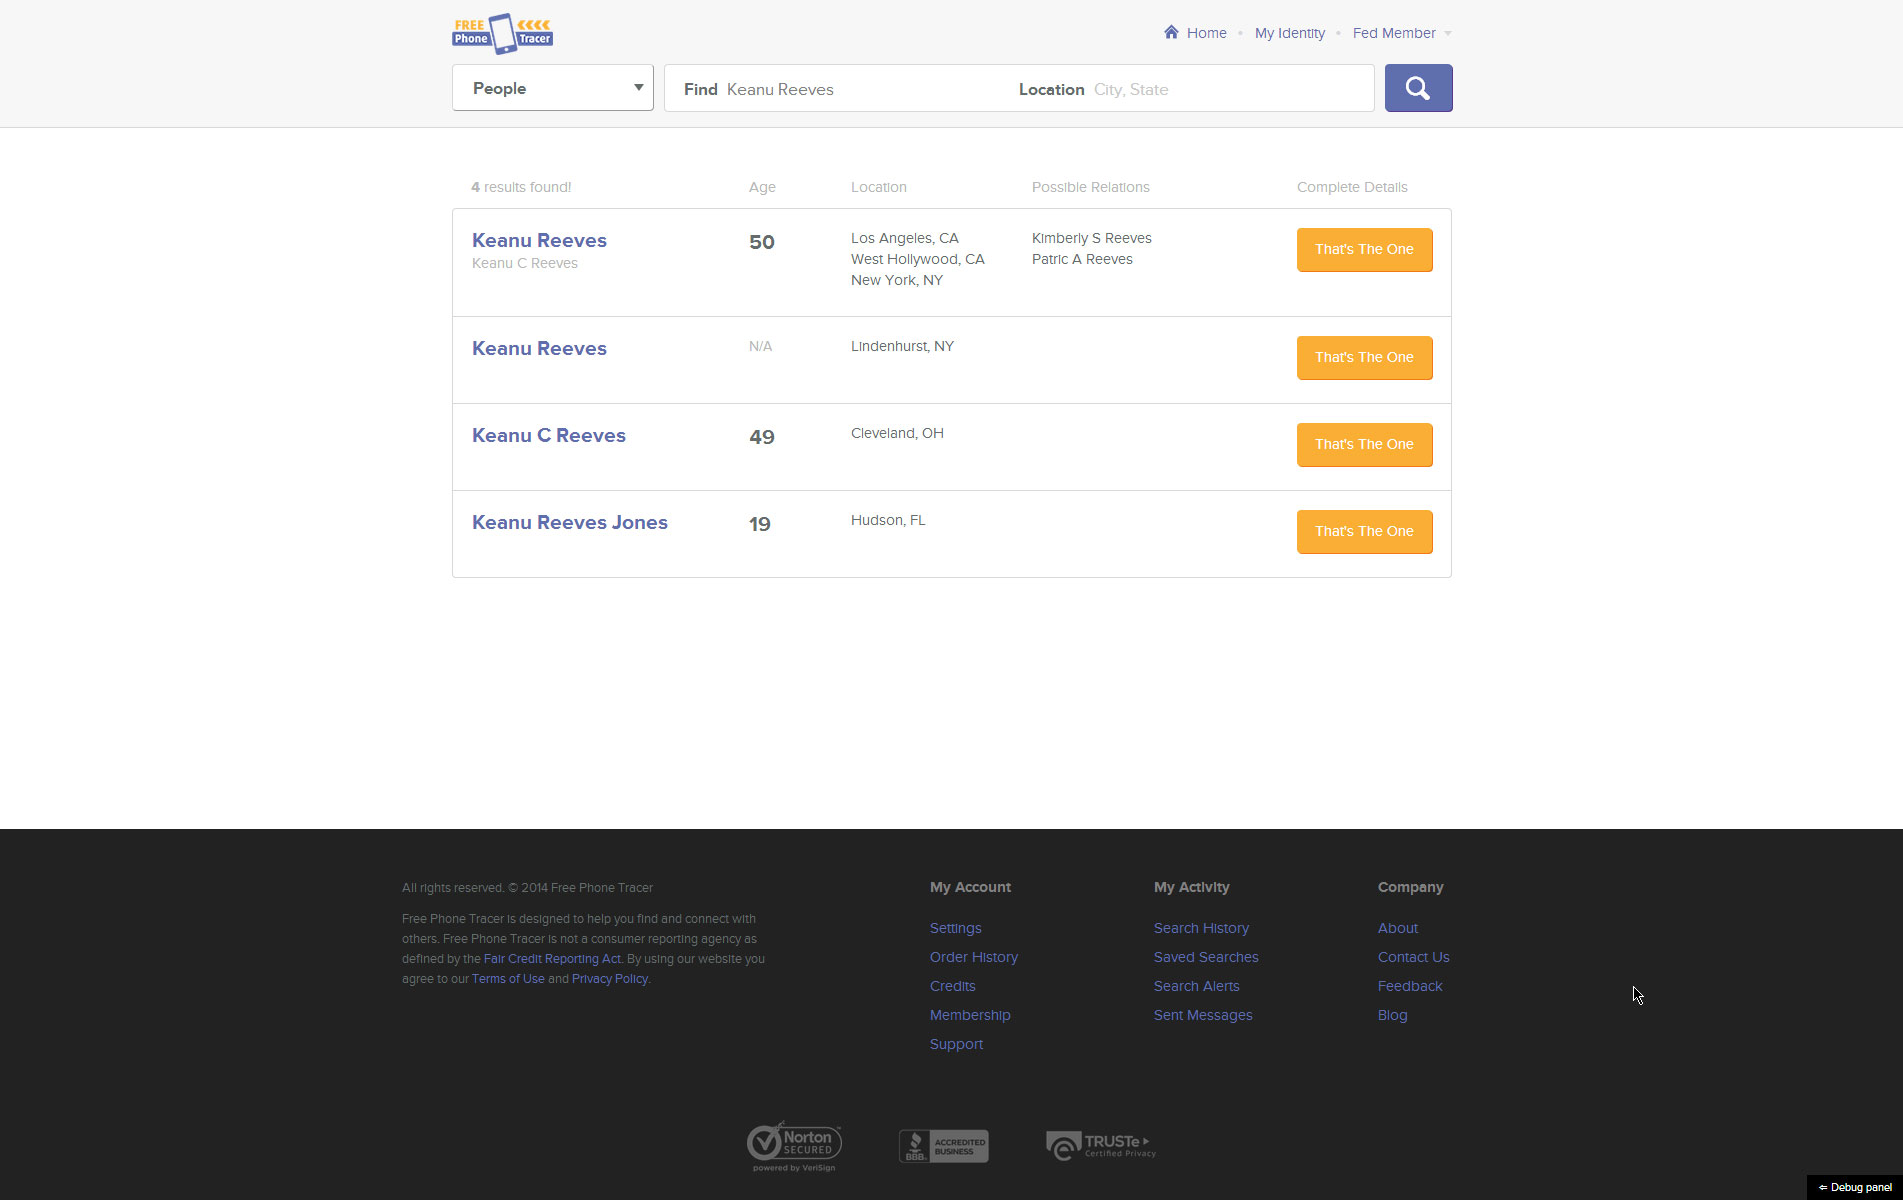 FREE
Phone Tracer
Home • My Identity • Fed Member
People
Find Keanu Reeves
Location City, State
4 results found! Age Location Possible Relations Complete Details
Keanu Reeves 50 Los Angeles, CA Kimberly S Reeves That's The One
Keanu C Reeves West Hollywood, CA Patric A Reeves
New York, NY
Keanu Reeves N/A Lindenhurst, NY That's The One
Keanu C Reeves 49 Cleveland, OH That's The One
Keanu Reeves Jones 19 Hudson, FL That's The One
All rights reserved. © 2014 Free Phone Tracer
Free Phone Tracer is designed to help you find and connect with
others. Free Phone Tracer is not a consumer reporting agency as
defined by the Fair Credit Reporting Act. By using our website you
agree to our Terms of Use and Privacy Policy.
My Account
Settings
Order History
Credits
Membership
Support
My Activity
Search History
Saved Searches
Search Alerts
Sent Messages
Company
About
Contact Us
Feedback
Blog
Norton
SECURED
powered by VeriSign
BBB
ACCREDITED
BUSINESS
TRUSTe
Certified Privacy
⇐ Debug panel